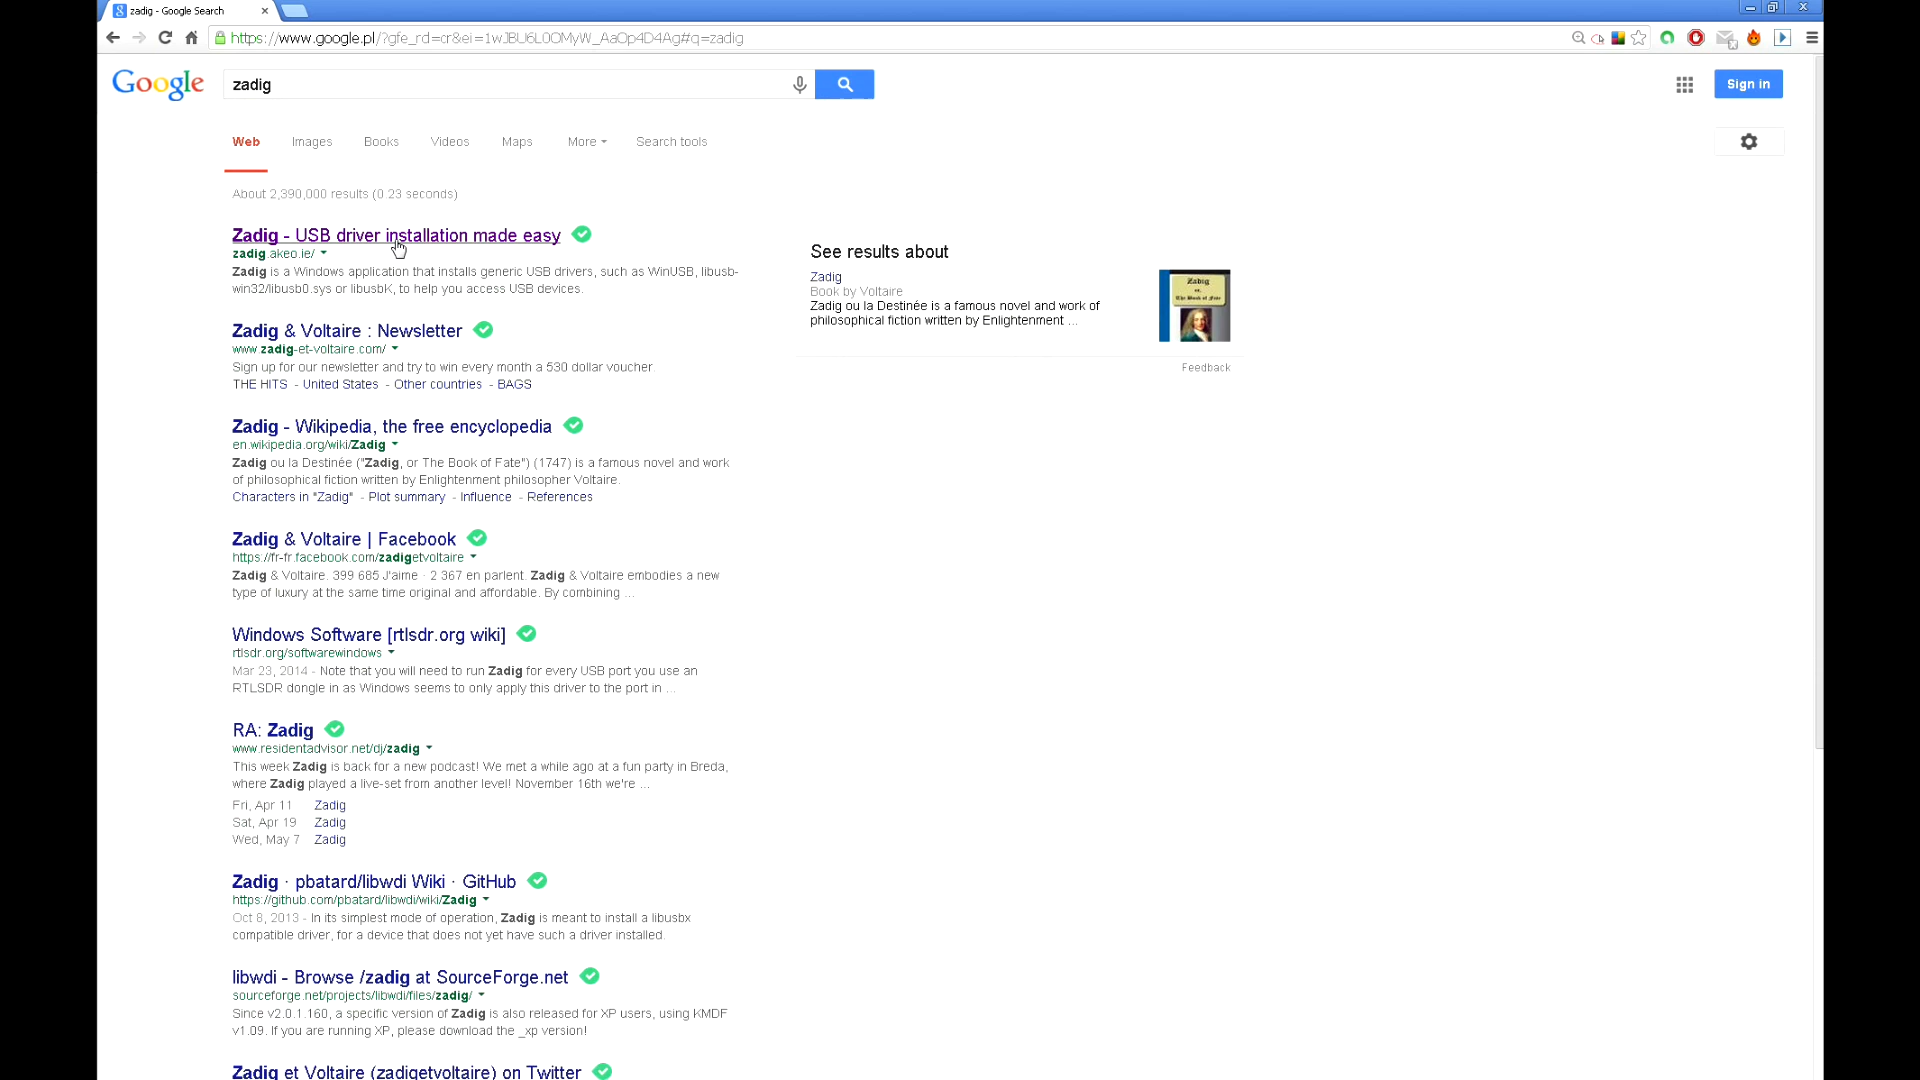 zadig - Google Search
https://www.google.pl/?gfe_rd=cr&ei=1wJBU6L0OMyW_AaOp4D4Ag#q=zadig
Google
zadig
Sign in
Web Images Books Videos Maps More Search tools
About 2,390,000 results (0.23 seconds)
Zadig - USB driver installation made easy
zadig.akeo.ie/
Zadig is a Windows application that installs generic USB drivers, such as WinUSB, libusb-
win32/libusb0.sys or libusbK, to help you access USB devices.
Zadig & Voltaire : Newsletter
www.zadig-et-voltaire.com/
Sign up for our newsletter and try to win every month a 530 dollar voucher.
THE HITS - United States - Other countries - BAGS
Zadig - Wikipedia, the free encyclopedia
en.wikipedia.org/wiki/Zadig
Zadig ou la Destinée ("Zadig, or The Book of Fate") (1747) is a famous novel and work
of philosophical fiction written by Enlightenment philosopher Voltaire.
Characters in "Zadig" - Plot summary - Influence - References
Zadig & Voltaire | Facebook
https://fr-fr.facebook.com/zadigetvoltaire
Zadig & Voltaire. 399 685 J'aime · 2 367 en parlent. Zadig & Voltaire embodies a new
type of luxury at the same time original and affordable. By combining ...
Windows Software [rtlsdr.org wiki]
rtlsdr.org/softwarewindows
Mar 23, 2014 - Note that you will need to run Zadig for every USB port you use an
RTLSDR dongle in as Windows seems to only apply this driver to the port in ...
RA: Zadig
www.residentadvisor.net/dj/zadig
This week Zadig is back for a new podcast! We met a while ago at a fun party in Breda,
where Zadig played a live-set from another level! November 16th we're ...
Fri, Apr 11 Zadig
Sat, Apr 19 Zadig
Wed, May 7 Zadig
Zadig · pbatard/libwdi Wiki · GitHub
https://github.com/pbatard/libwdi/wiki/Zadig
Oct 8, 2013 - In its simplest mode of operation, Zadig is meant to install a libusbx
compatible driver, for a device that does not yet have such a driver installed.
libwdi - Browse /zadig at SourceForge.net
sourceforge.net/projects/libwdi/files/zadig/
Since v2.0.1.160, a specific version of Zadig is also released for XP users, using KMDF
v1.09. If you are running XP, please download the _xp version!
Zadig et Voltaire (zadigetvoltaire) on Twitter
See results about
Zadig
Book by Voltaire
Zadig ou la Destinée is a famous novel and work of
philosophical fiction written by Enlightenment ...
Zadig
or,
The Book of Fate
Feedback